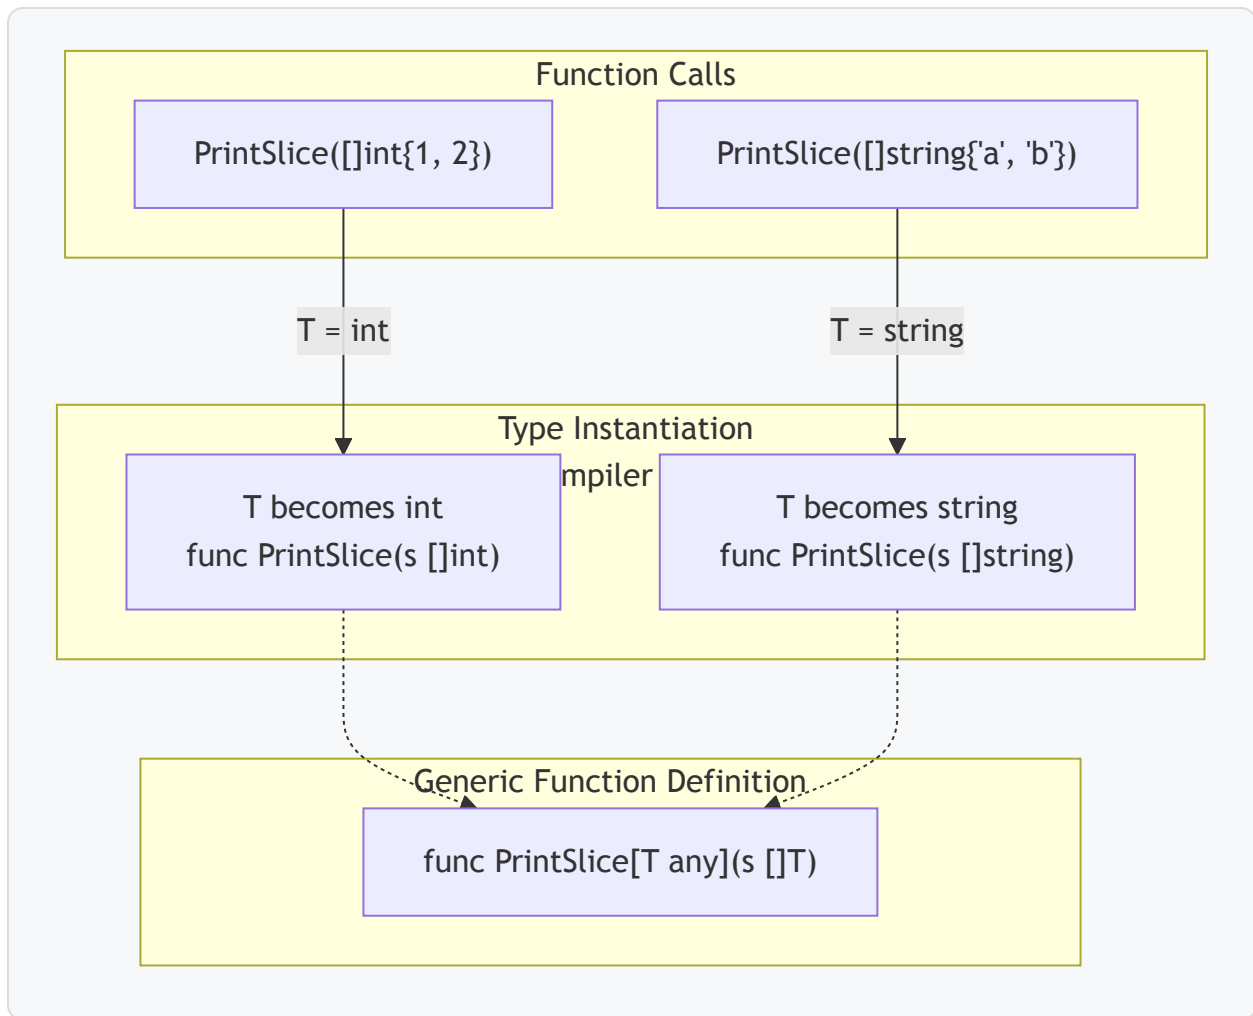 Function Calls
PrintSlice([]int{1, 2})
PrintSlice([]string{'a', 'b'})
T = int
T = string
Type Instantiation
mpiler
T becomes int
func PrintSlice(s []int)
T becomes string
func PrintSlice(s []string)
Generic Function Definition
func PrintSlice[T any](s []T)